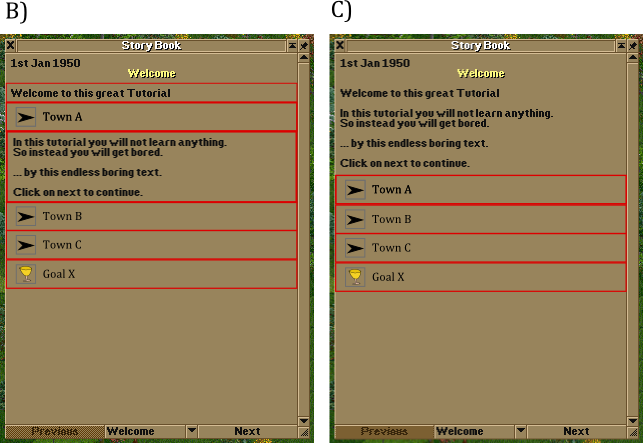 B)
Story Book
1st Jan 1950
Welcome
Welcome to this great Tutorial
Town A
In this tutorial you will not learn anything.
So instead you will get bored.
... by this endless boring text.
Click on next to continue.
Town B
Town C
Goal X
Previous
Welcome
Next
C)
Story Book
1st Jan 1950
Welcome
Welcome to this great Tutorial
In this tutorial you will not learn anything.
So instead you will get bored.
... by this endless boring text.
Click on next to continue.
Town A
Town B
Town C
Goal X
Previous
Welcome
Next